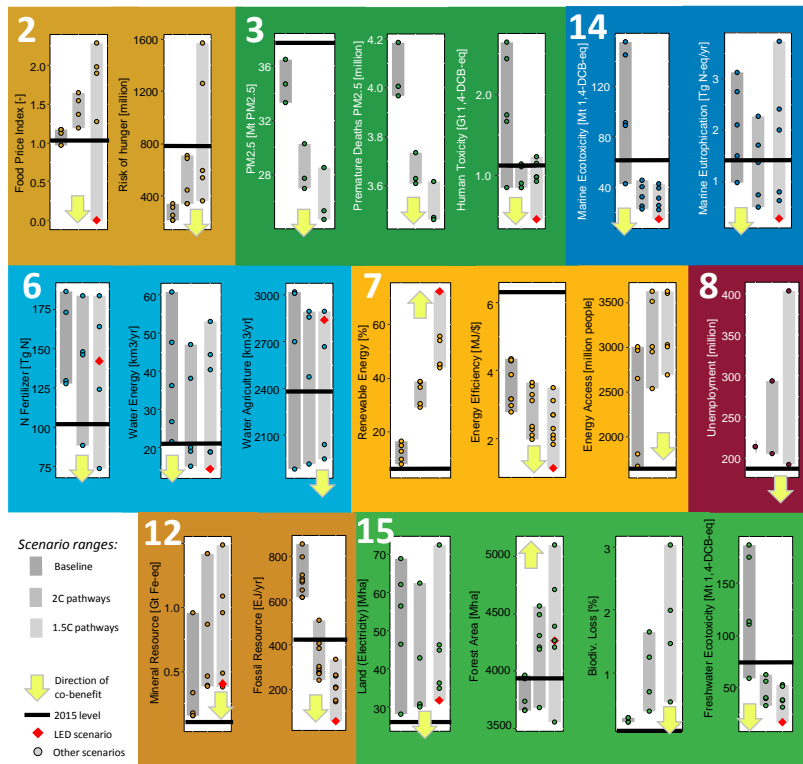 2
Food Price Index [-]
2.0
1.5
1.0
0.5
0.0
Risk of hunger [million]
1600
1200
800
400
3
PM2.5 [Mt PM2.5]
36
34
32
30
28
Premature Deaths PM2.5 [million]
4.2
4.0
3.8
3.6
Human Toxicity [Gt 1,4-DCB-eq]
2.0
1.0
14
Marine Ecotoxicity [Mt 1,4-DCB-eq]
160
120
80
40
Marine Eutrophication [Tg N-eq/yr]
3
2
1
6
N Fertilizer [Tg N]
175
150
125
100
75
Water Energy [km3/yr]
60
50
40
30
20
Water Agriculture [km3/yr]
3000
2700
2400
2100
7
Renewable Energy [%]
60
40
20
Energy Efficiency [MJ/$]
6
4
2
Energy Access [million people]
3500
3000
2500
2000
8
Unemployment [million]
400
350
300
250
200
Scenario ranges:
Baseline
2C pathways
1.5C pathways
Direction of
co-benefit
2015 level
LED scenario
Other scenarios
12
Mineral Resource [Gt Fe-eq]
1.0
0.5
Fossil Resource [EJ/yr]
800
600
400
200
15
Land (Electricity) [Mha]
70
60
50
40
30
Forest Area [Mha]
5000
4500
4000
3500
Biodiv. Loss [%]
3
2
1
Freshwater Ecotoxicity [Mt 1,4-DCB-eq]
150
100
50